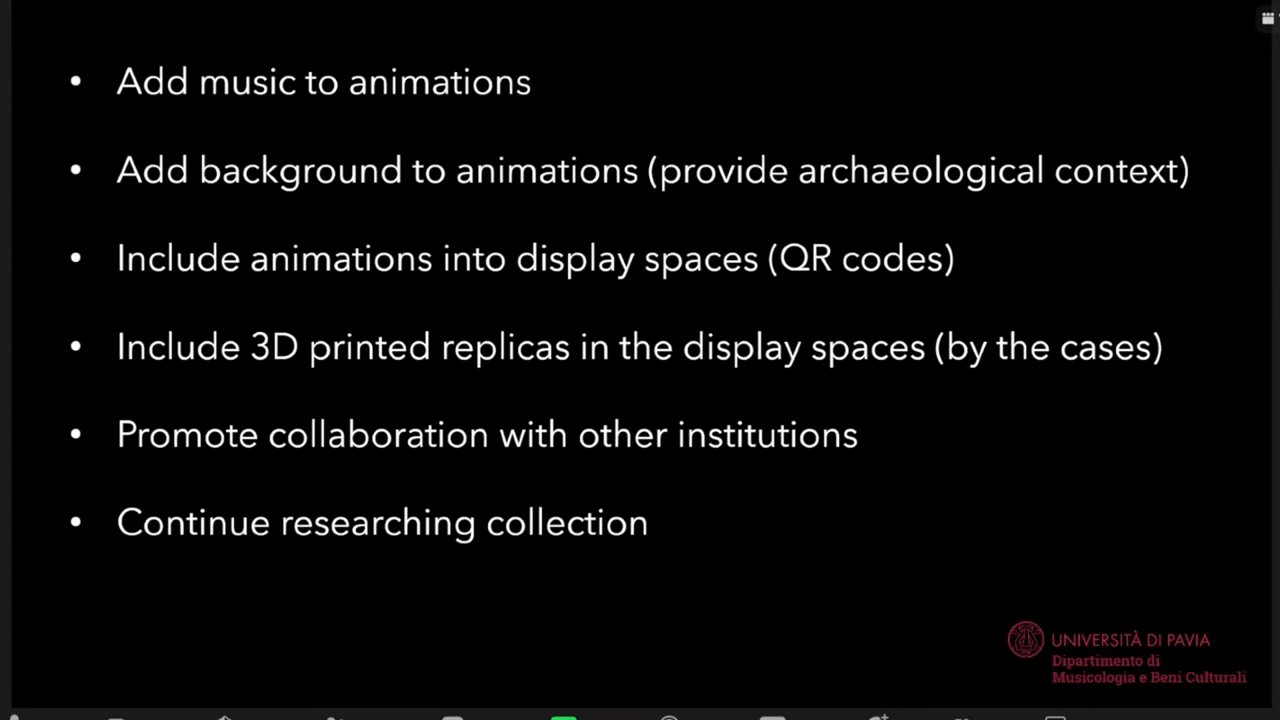 • Add music to animations
• Add background to animations (provide archaeological context)
• Include animations into display spaces (QR codes)
• Include 3D printed replicas in the display spaces (by the cases)
• Promote collaboration with other institutions
• Continue researching collection
UNIVERSITÀ DI PAVIA
Dipartimento di
Musicologia e Beni Culturali